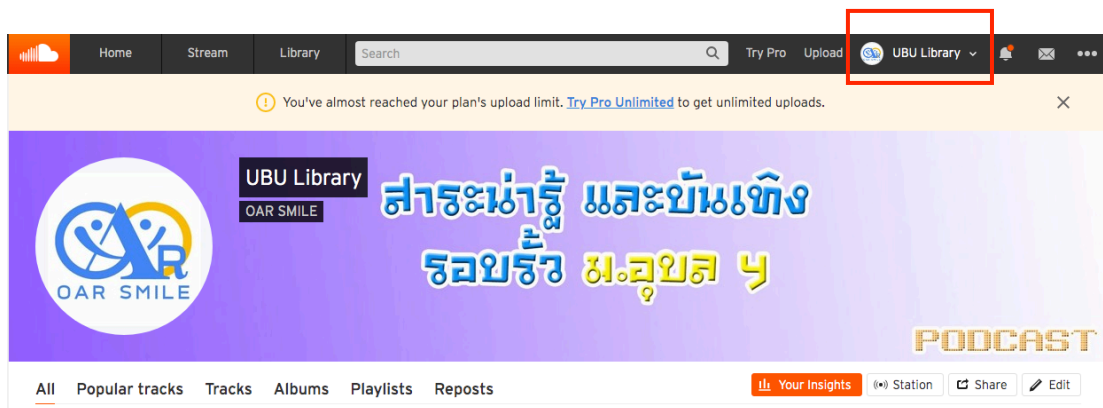 Home Stream Library Search Try Pro Upload UBU Library
You've almost reached your plan's upload limit. Try Pro Unlimited to get unlimited uploads.
UBU Library
OAR SMILE
สาระน่ารู้ และบันเทิง
รอบรั้ว ม.อุบล ฯ
OAR SMILE
PODCAST
All Popular tracks Tracks Albums Playlists Reposts Your Insights Station Share Edit